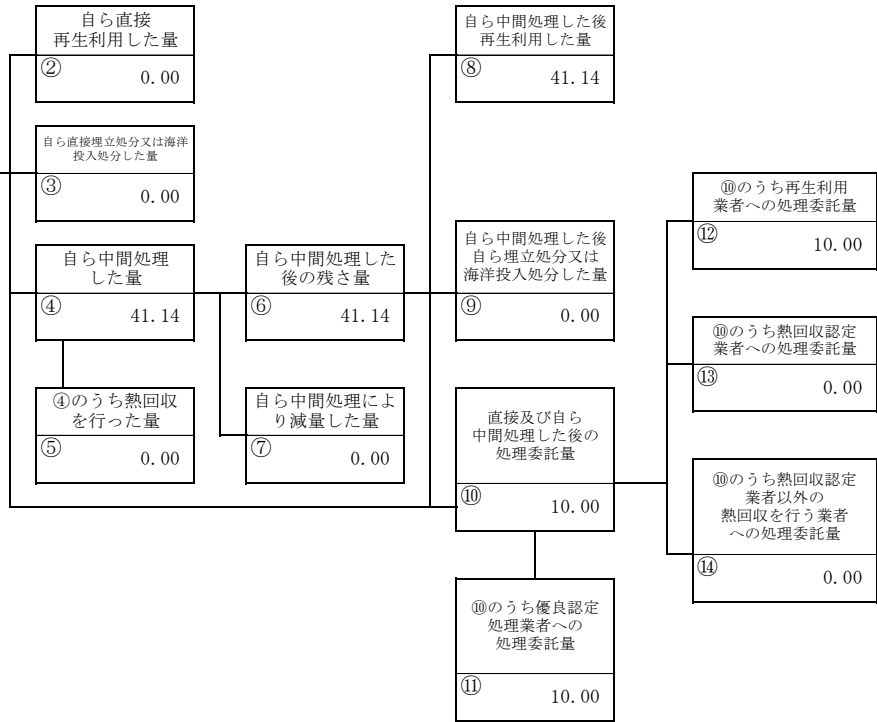 自ら直接
再生利用した量
② 0.00
自ら中間処理した後
再生利用した量
⑧ 41.14
自ら直接埋立処分又は海洋
投入処分した量
③ 0.00
⑩のうち再生利用
業者への処理委託量
⑫ 10.00
自ら中間処理
した量
④ 41.14
自ら中間処理した
後の残さ量
⑥ 41.14
自ら中間処理した後
自ら埋立処分又は
海洋投入処分した量
⑨ 0.00
⑩のうち熱回収認定
業者への処理委託量
⑬ 0.00
④のうち熱回収
を行った量
⑤ 0.00
自ら中間処理によ
り減量した量
⑦ 0.00
直接及び自ら
中間処理した後の
処理委託量
⑩ 10.00
⑩のうち熱回収認定
業者以外の
熱回収を行う業者
への処理委託量
⑭ 0.00
⑩のうち優良認定
処理業者への
処理委託量
⑪ 10.00